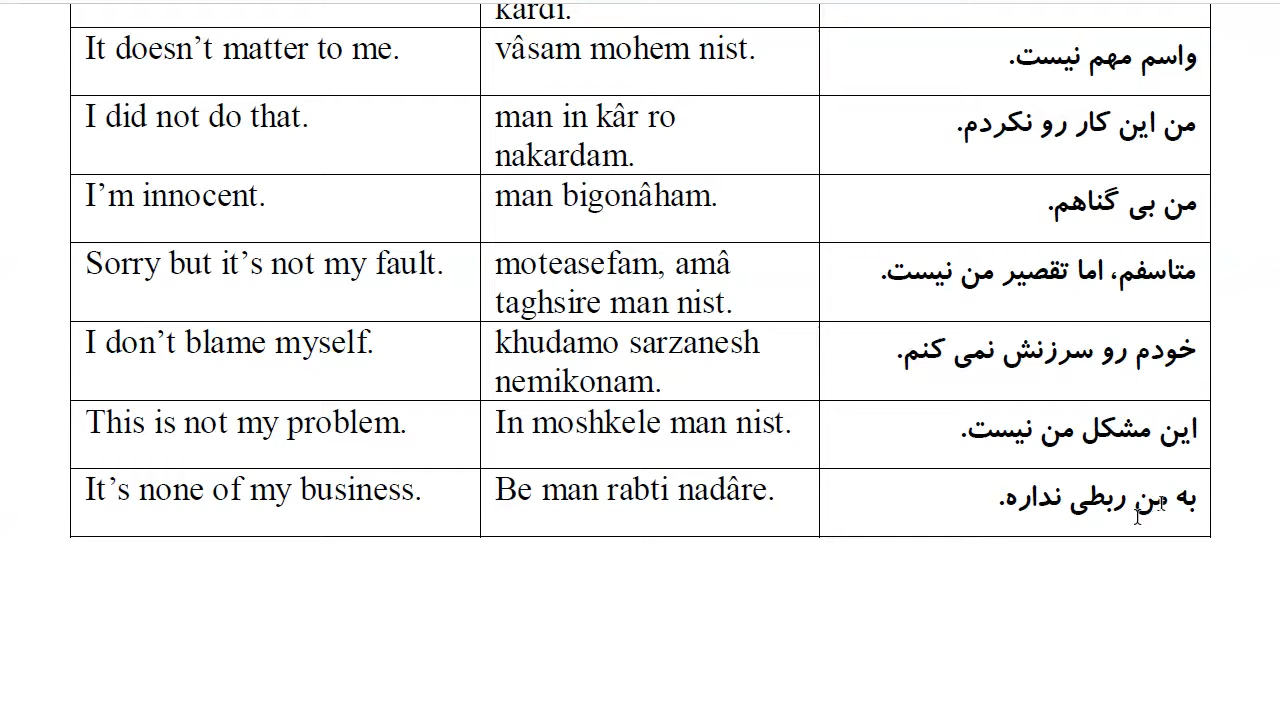 kardi.
It doesn’t matter to me.
vâsam mohem nist.
واسم مهم نیست.
I did not do that.
man in kâr ro
nakardam.
من این کار رو نکردم.
I’m innocent.
man bigonâham.
من بی گناهم.
Sorry but it’s not my fault.
moteasefam, amâ
taghsire man nist.
متاسفم، اما تقصیر من نیست.
I don’t blame myself.
khudamo sarzanesh
nemikonam.
خودم رو سرزنش نمی کنم.
This is not my problem.
In moshkele man nist.
این مشکل من نیست.
It’s none of my business.
Be man rabti nadâre.
به من ربطی نداره.